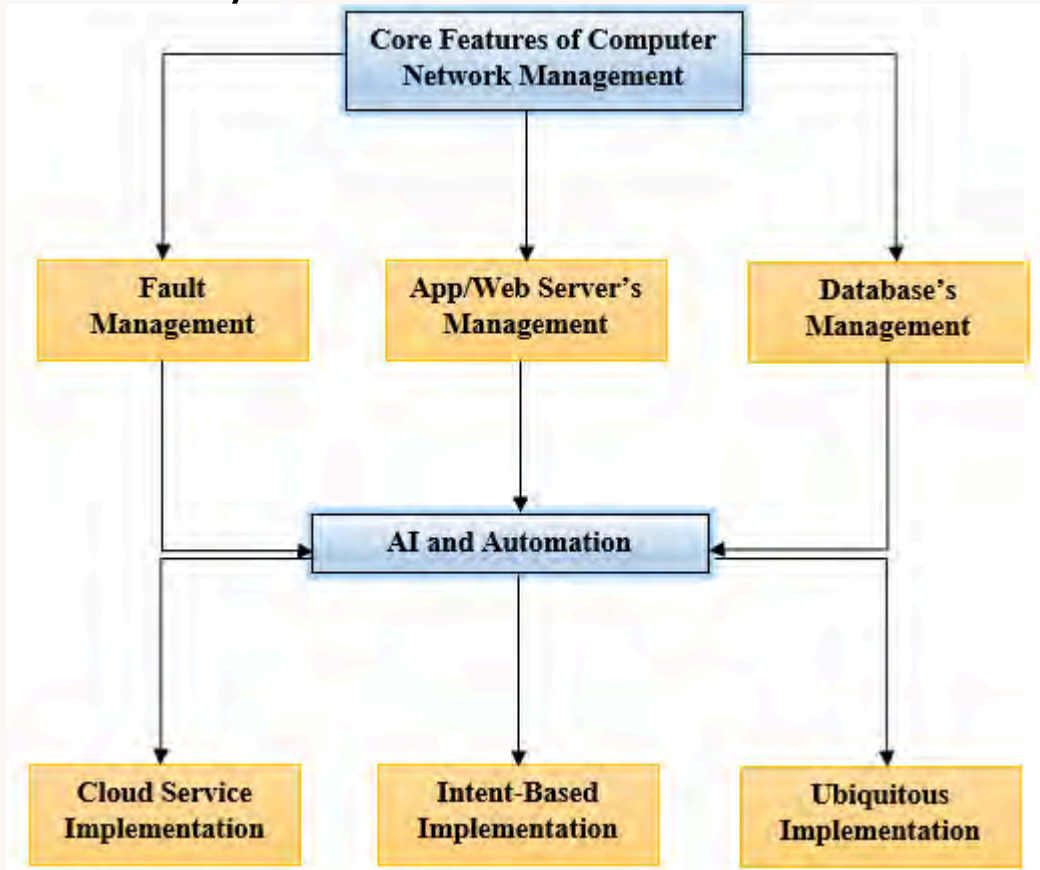 Core Features of Computer
Network Management
Fault
Management
App/Web Server's
Management
Database's
Management
AI and Automation
Cloud Service
Implementation
Intent-Based
Implementation
Ubiquitous
Implementation